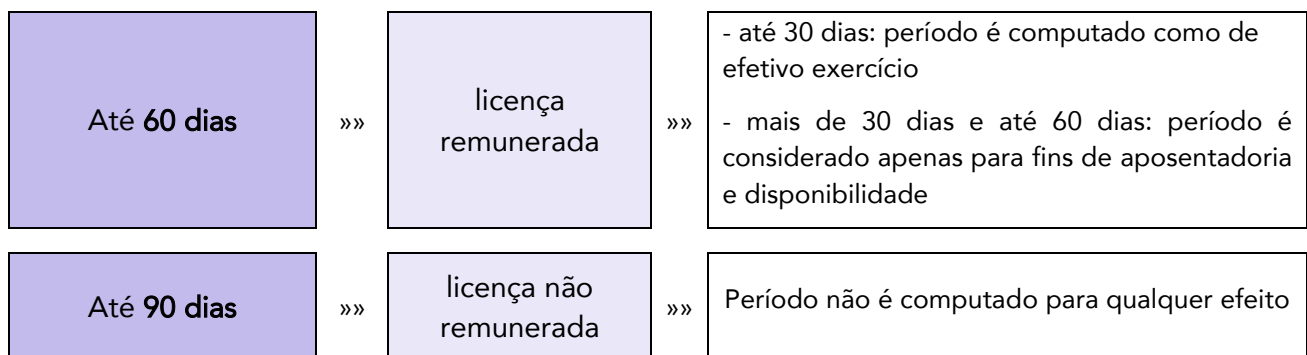 Até 60 dias
»»
licença
remunerada
»»
- até 30 dias: período é computado como de
efetivo exercício
- mais de 30 dias e até 60 dias: período é
considerado apenas para fins de aposentadoria
e disponibilidade
Até 90 dias
»»
licença não
remunerada
»»
Período não é computado para qualquer efeito